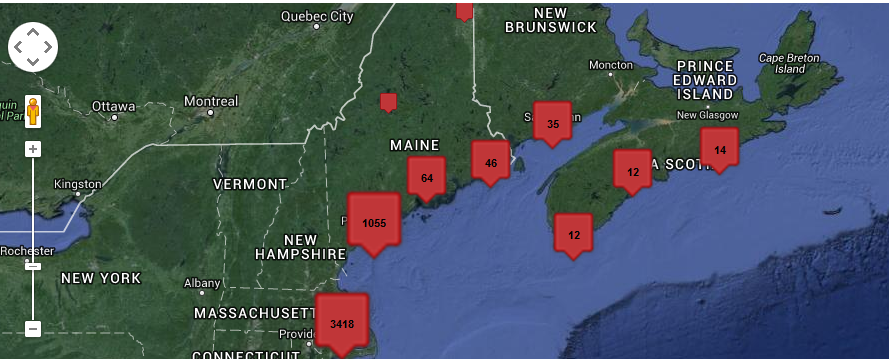 Quebec City
NEW
BRUNSWICK
Moncton
PRINCE
EDWARD
ISLAND
Cape Breton
Island
New Glasgow
Ottawa
Montreal
35
MAINE
46
14
64
12
A SCOT
Kingston
VERMONT
1055
12
Rochester
NEW
HAMPSHIRE
NEW YORK
Albany
MASSACHUSETT
3418
Provid
CONNECTICUT